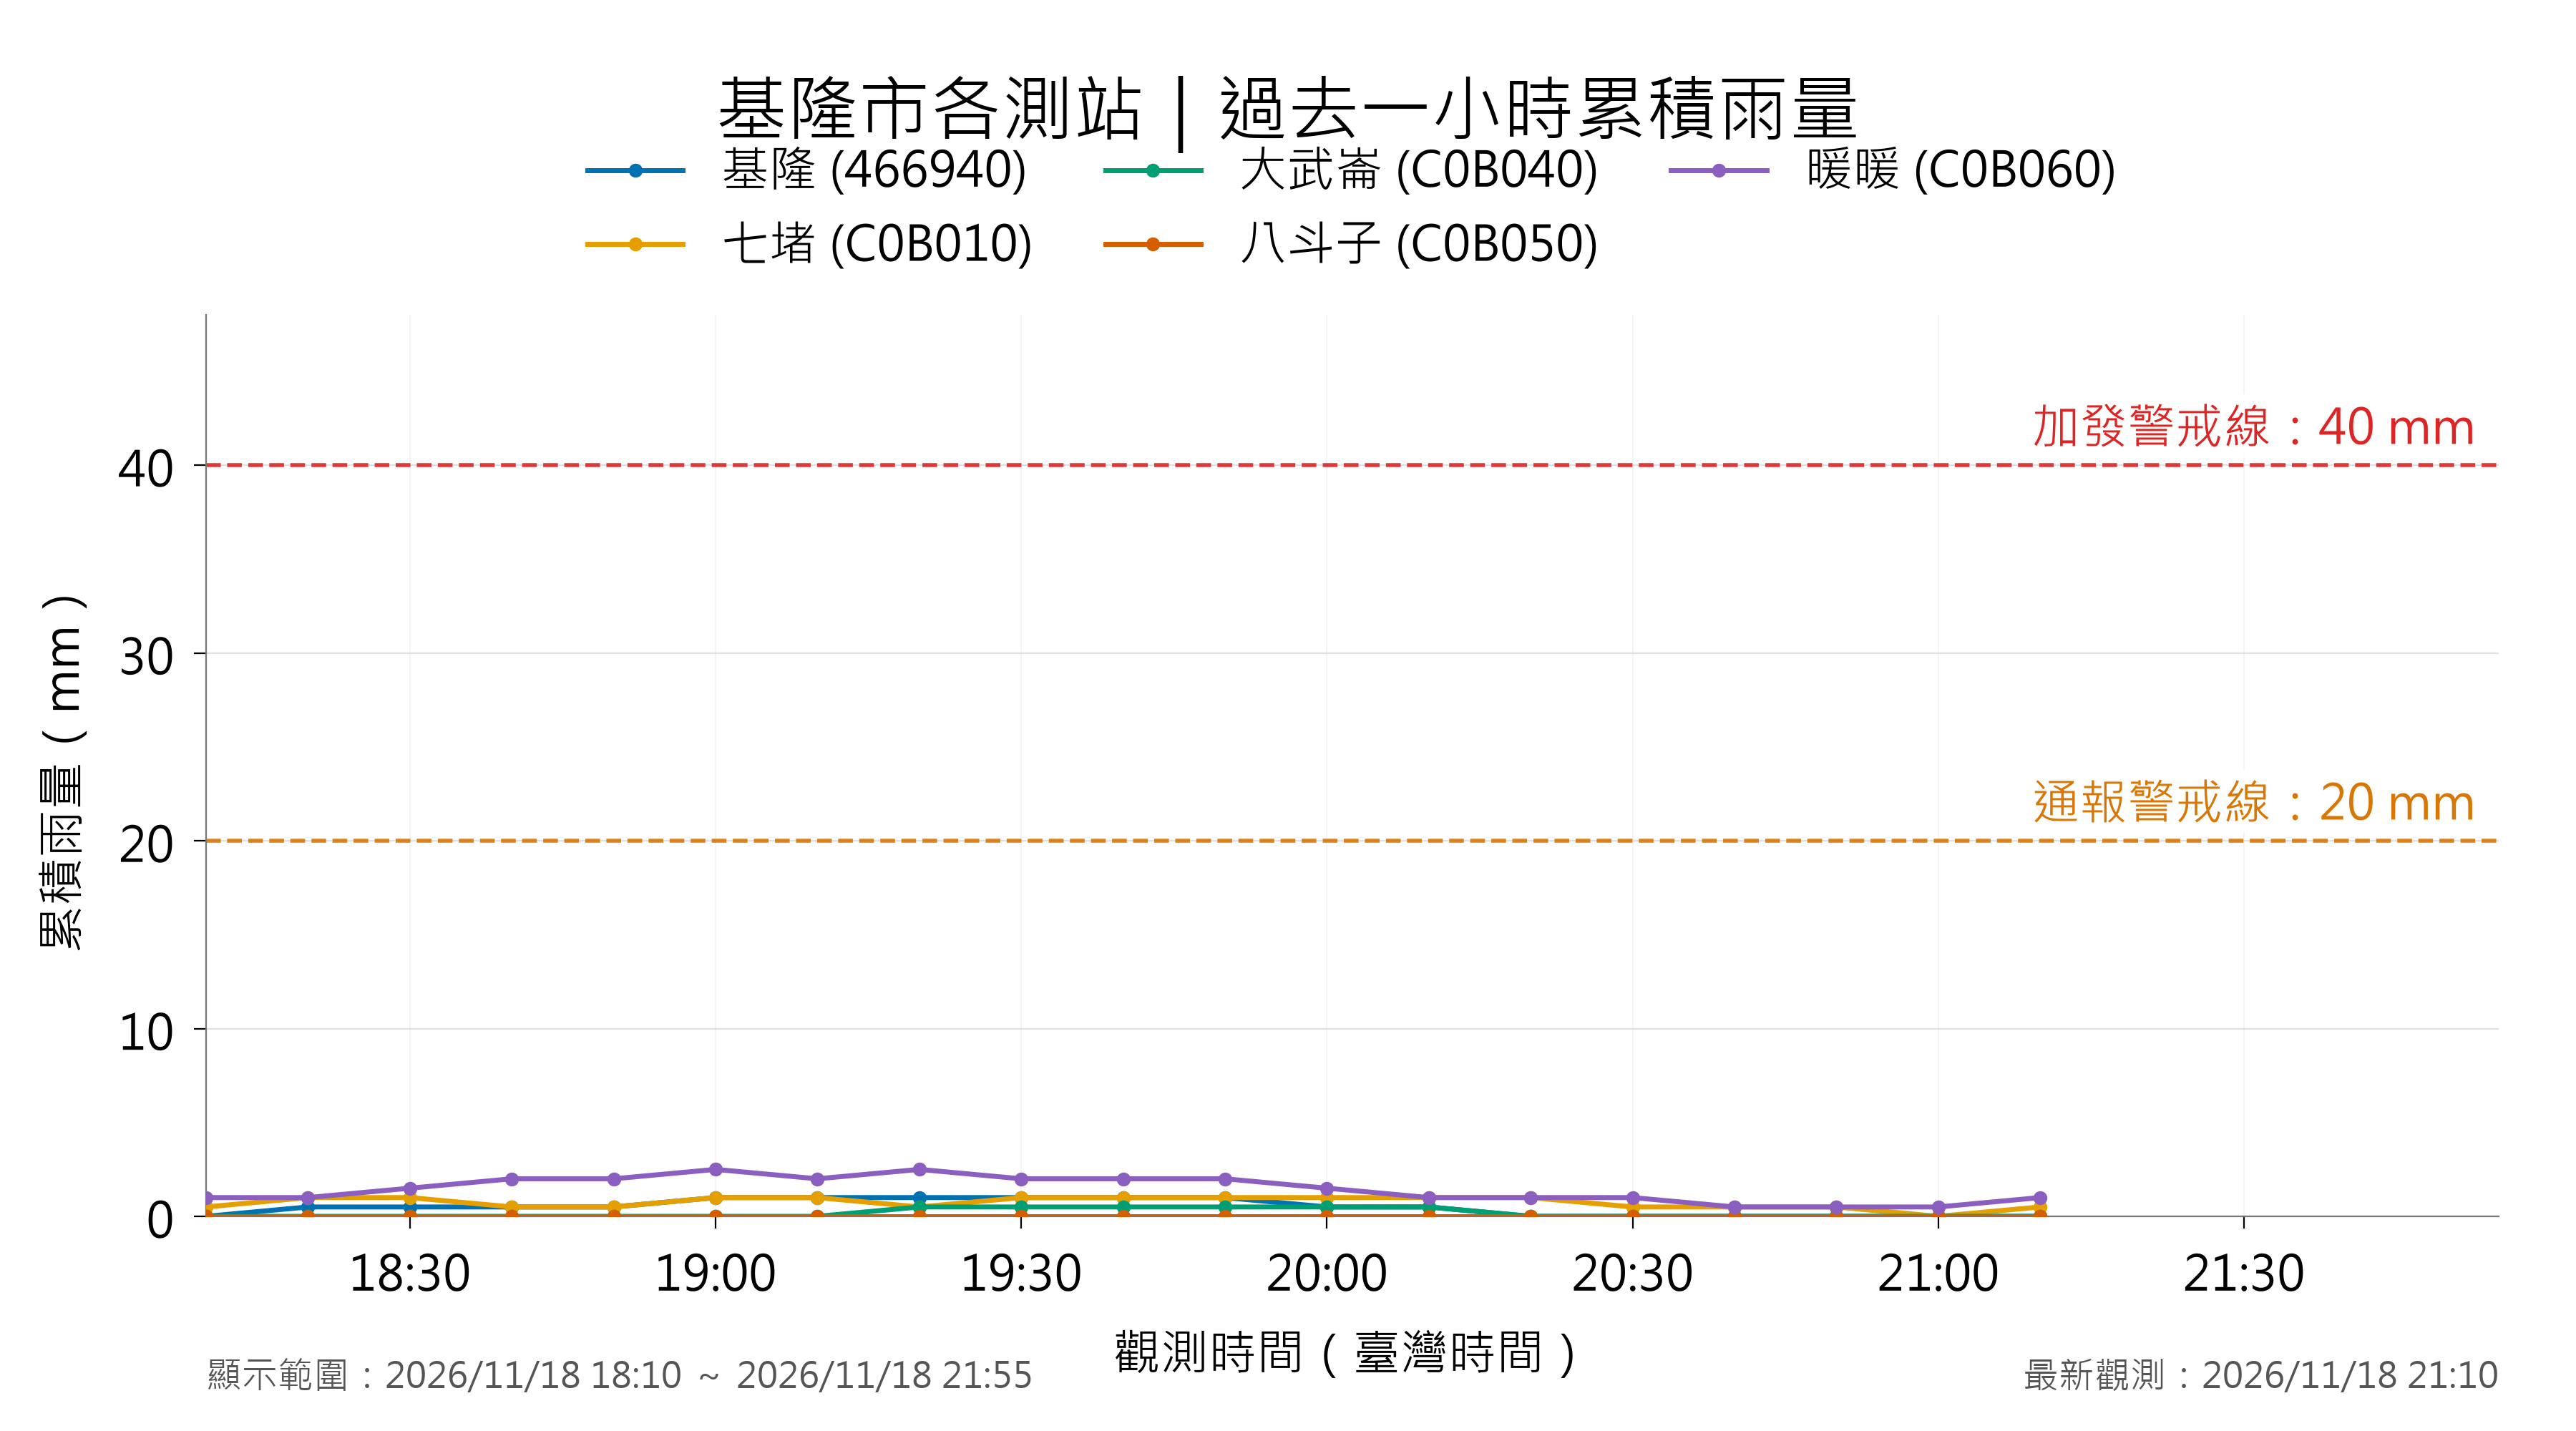 基隆市各測站｜過去一小時累積雨量
基隆 (466940)
大武崙 (C0B040)
暖暖 (C0B060)
七堵 (C0B010)
八斗子 (C0B050)
累積雨量（mm）
40
30
20
10
0
加發警戒線：40 mm
通報警戒線：20 mm
18:30
19:00
19:30
20:00
20:30
21:00
21:30
觀測時間（臺灣時間）
顯示範圍：2026/11/18 18:10 ~ 2026/11/18 21:55
最新觀測：2026/11/18 21:10